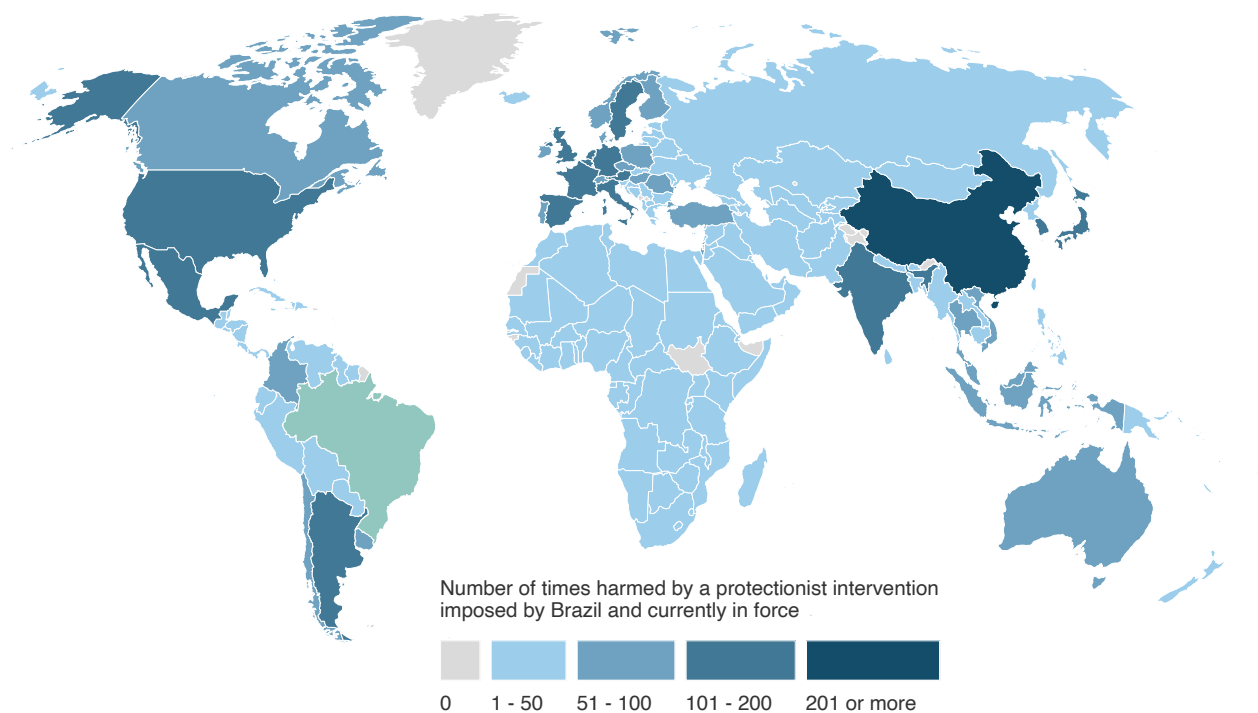 Number of times harmed by a protectionist intervention
imposed by Brazil and currently in force
0 1 - 50 51 - 100 101 - 200 201 or more